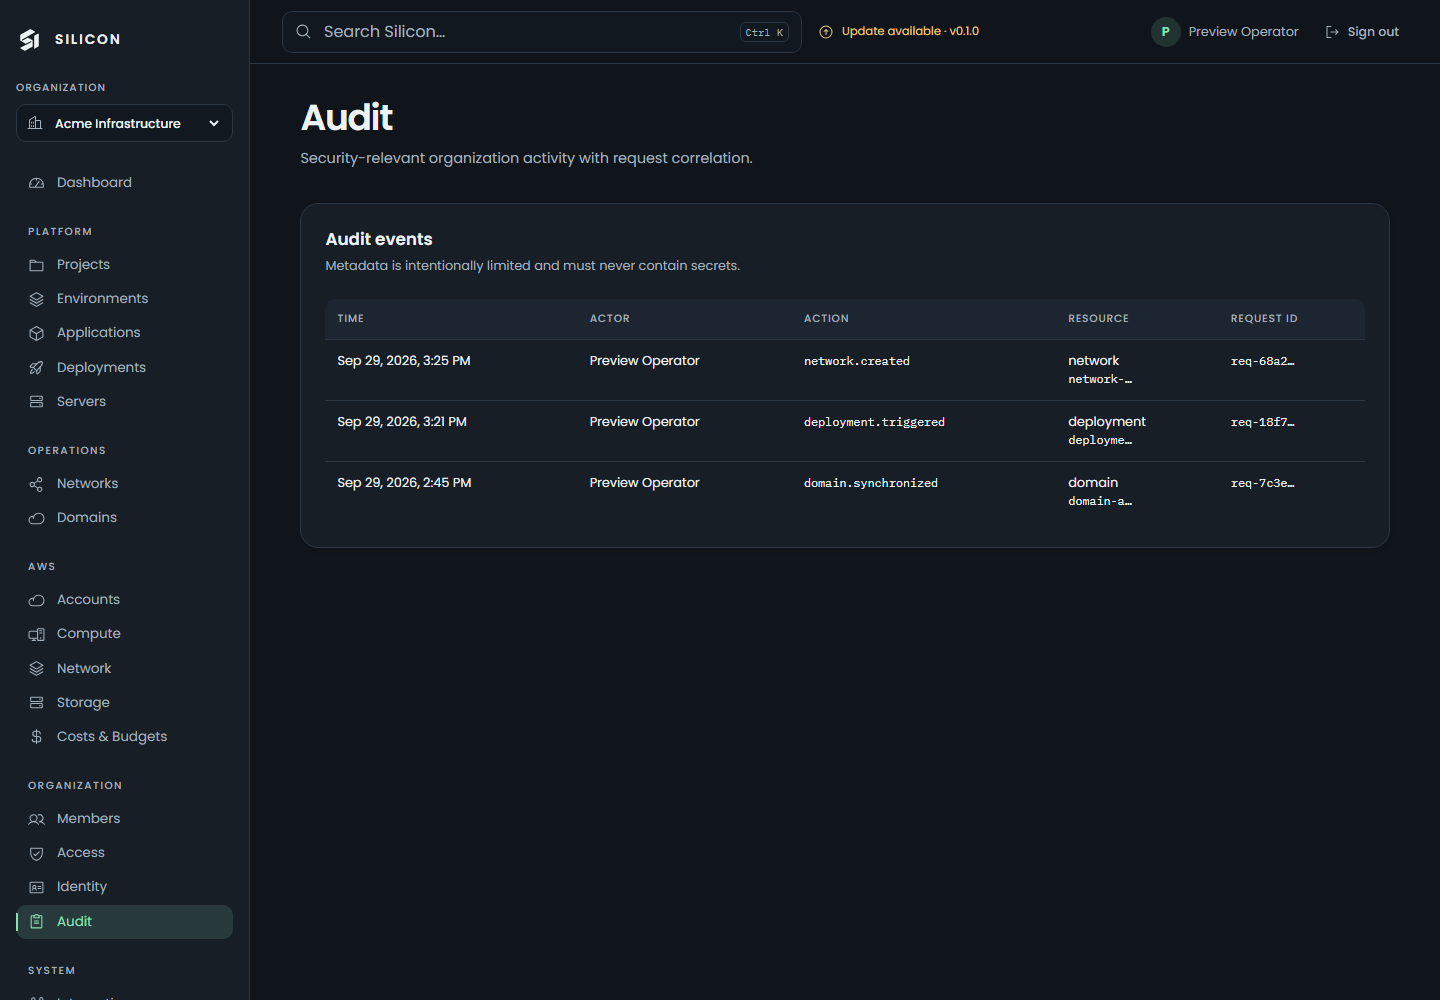 SILICON
ORGANIZATION
Acme Infrastructure
Dashboard
PLATFORM
Projects
Environments
Applications
Deployments
Servers
OPERATIONS
Networks
Domains
AWS
Accounts
Compute
Network
Storage
Costs & Budgets
ORGANIZATION
Members
Access
Identity
Audit
SYSTEM
Search Silicon...
Ctrl K
Update available · v0.1.0
P
Preview Operator
Sign out
Audit
Security-relevant organization activity with request correlation.
Audit events
Metadata is intentionally limited and must never contain secrets.
TIME ACTOR ACTION RESOURCE REQUEST ID
Sep 29, 2026, 3:25 PM Preview Operator network.created network req-68a2…
network-…
Sep 29, 2026, 3:21 PM Preview Operator deployment.triggered deployment req-18f7…
deployme…
Sep 29, 2026, 2:45 PM Preview Operator domain.synchronized domain req-7c3e…
domain-a…